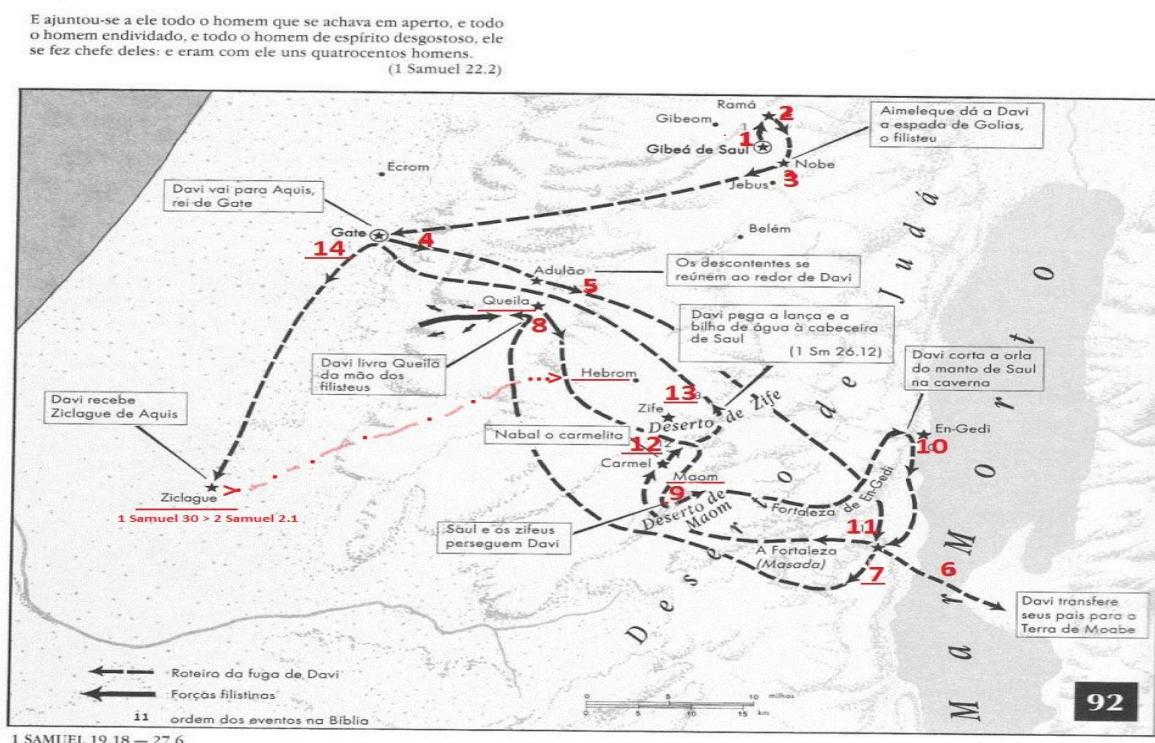 E ajuntou-se a ele todo o homem que se achava em aperto, e todo
o homem endividado, e todo o homem de espírito desgostoso, ele
se fez chefe deles: e eram com ele uns quatrocentos homens.
(1 Samuel 22.2)
Ramá
2
Gibeom
1
Gibeá de Saul
Aimeleque dá a Davi
a espada de Golias,
o filisteu
Nobe
Jebus
3
Ecrom
Davi vai para Aquis,
rei de Gate
Gate
4
14
Belém
Adulão
5
Os descontentes se
reúnem ao redor de Davi
Queila
8
Davi pega a lança e a
bilha de água à cabeceira
de Saul
(1 Sm 26.12)
Davi livra Queila
da mão dos
filisteus
Hebrom
Davi corta a orla
do manto de Saul
na caverna
Davi recebe
Ziclague de Aquis
13
Zife
Deserto de Zife
En-Gedi
10
Nabal o carmelita
12
Carmel
Maom
9
Deserto de
Maom
Fortaleza de En-Gedi
Ziclague
1 Samuel 30 > 2 Samuel 2.1
Saul e os zifeus
perseguem Davi
11
A Fortaleza
(Masada)
7
6
Davi transfere
seus pais para a
Terra de Moabe
Deserto de Judá
Mar Morto
Roteiro da fuga de Davi
Forças filistinas
11 ordem dos eventos na Bíblia
0 5 10 milhas
0 5 10 15 km
92
1 SAMUEL 19.18 — 27.6